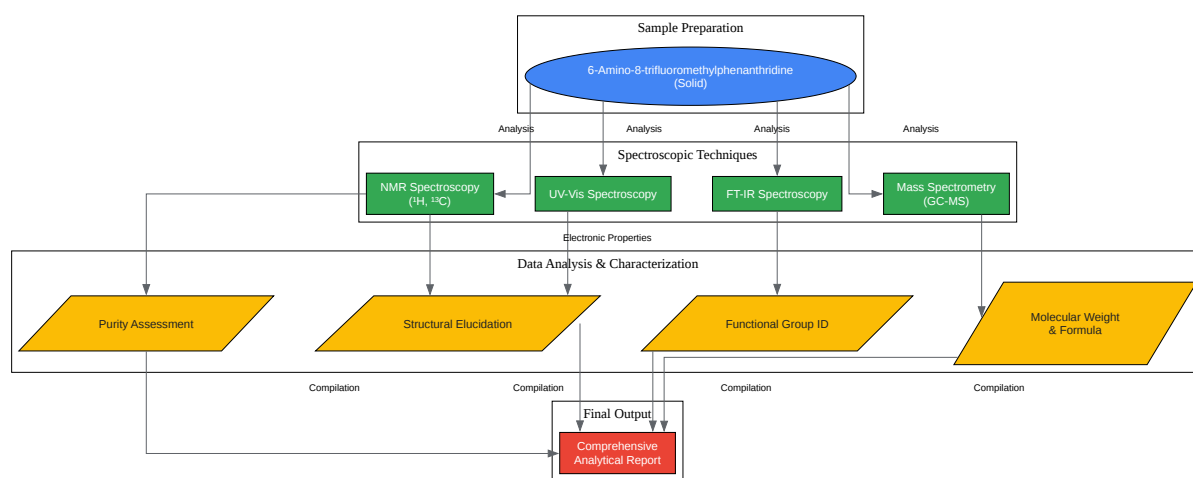 Sample Preparation
6-Amino-8-trifluoromethylphenanthridine
(Solid)
Analysis
Analysis
Analysis
Analysis
Spectroscopic Techniques
NMR Spectroscopy
(¹H, ¹³C)
UV-Vis Spectroscopy
FT-IR Spectroscopy
Mass Spectrometry
(GC-MS)
Electronic Properties
Data Analysis & Characterization
Purity Assessment
Structural Elucidation
Functional Group ID
Molecular Weight
& Formula
Compilation
Compilation
Compilation
Compilation
Final Output
Comprehensive
Analytical Report